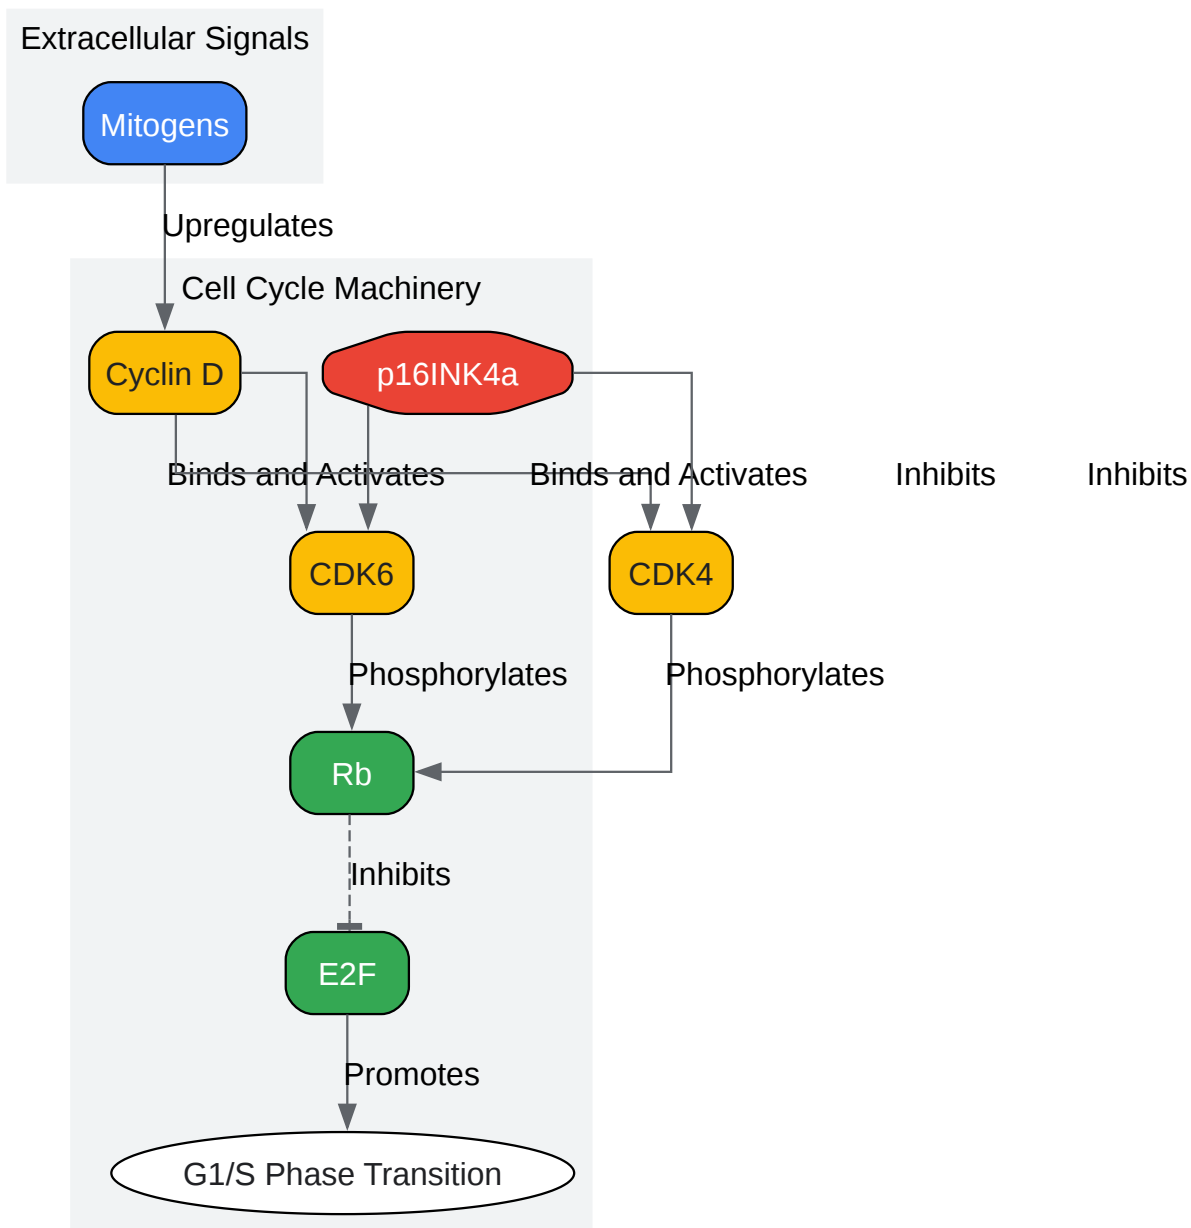 Extracellular Signals
Mitogens
Upregulates
Cell Cycle Machinery
Cyclin D
p16INK4a
Binds and Activates
Binds and Activates
Inhibits
Inhibits
CDK6
CDK4
Phosphorylates
Phosphorylates
Rb
Inhibits
E2F
Promotes
G1/S Phase Transition